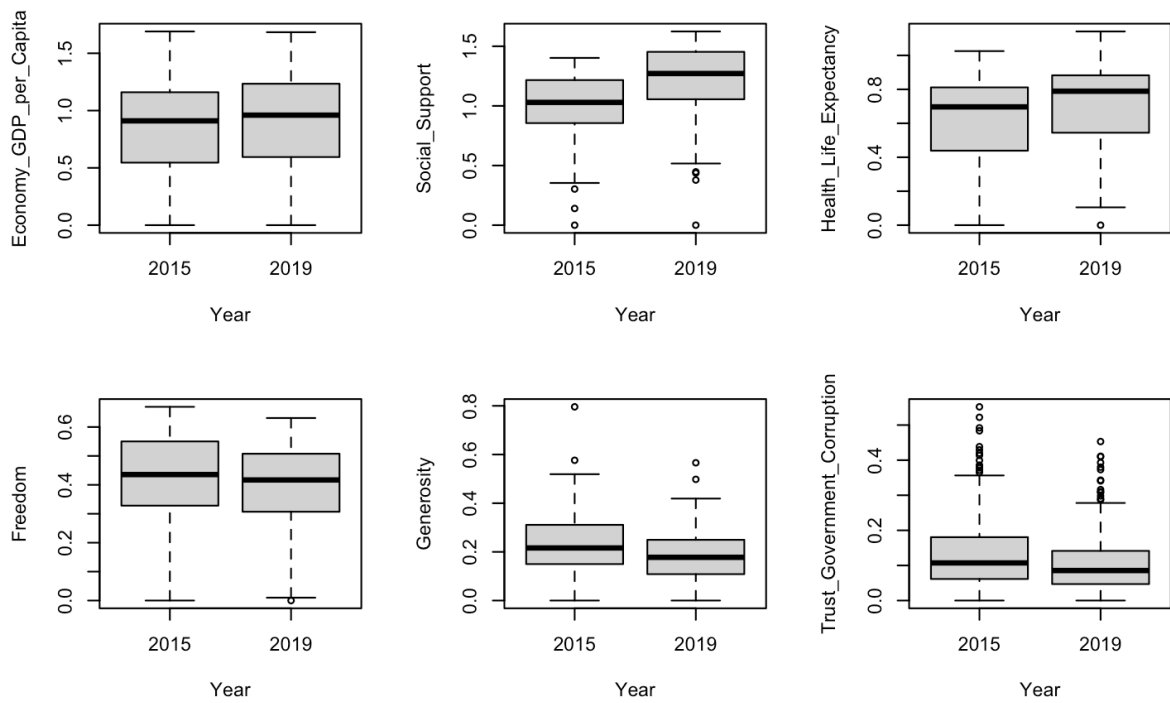 Economy_GDP_per_Capita
0.0 0.5 1.0 1.5
2015 2019
Year
Social_Support
0.0 0.5 1.0 1.5
2015 2019
Year
Health_Life_Expectancy
0.0 0.4 0.8
2015 2019
Year
Freedom
0.0 0.2 0.4 0.6
2015 2019
Year
Generosity
0.0 0.2 0.4 0.6 0.8
2015 2019
Year
Trust_Government_Corruption
0.0 0.2 0.4
2015 2019
Year